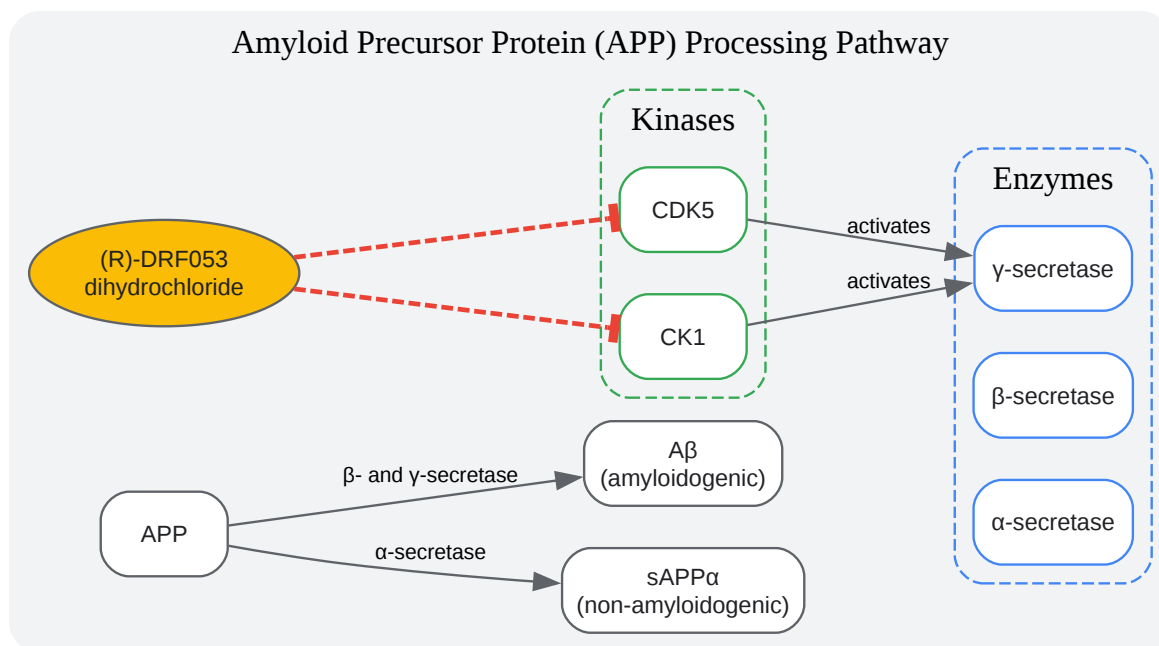 Amyloid Precursor Protein (APP) Processing Pathway
Kinases
Enzymes
CDK5
activates
γ-secretase
(R)-DRF053
dihydrochloride
activates
CK1
β-secretase
Aβ
(amyloidogenic)
β- and γ-secretase
APP
α-secretase
α-secretase
sAPPα
(non-amyloidogenic)